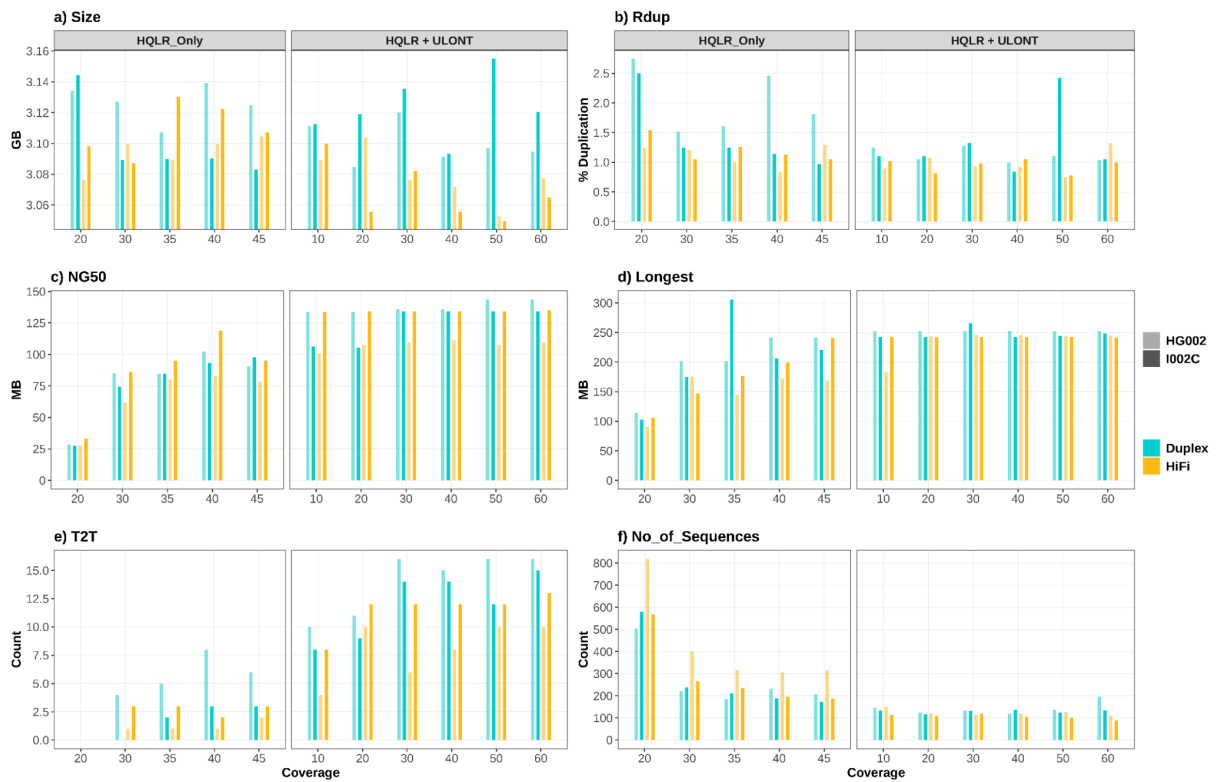 a) Size
HQLR_Only
HQLR + ULONT
GB
3.16
3.14
3.12
3.10
3.08
3.06
20 30 35 40 45
10 20 30 40 50 60
b) Rdup
HQLR_Only
HQLR + ULONT
% Duplication
2.5
2.0
1.5
1.0
0.5
0.0
20 30 35 40 45
10 20 30 40 50 60
c) NG50
MB
150
125
100
75
50
25
0
20 30 35 40 45
10 20 30 40 50 60
d) Longest
MB
300
250
200
150
100
50
0
20 30 35 40 45
10 20 30 40 50 60
HG002
I002C
Duplex
HiFi
e) T2T
Count
15.0
12.5
10.0
7.5
5.0
2.5
0.0
20 30 35 40 45
10 20 30 40 50 60
Coverage
f) No_of_Sequences
Count
800
700
600
500
400
300
200
100
0
20 30 35 40 45
10 20 30 40 50 60
Coverage